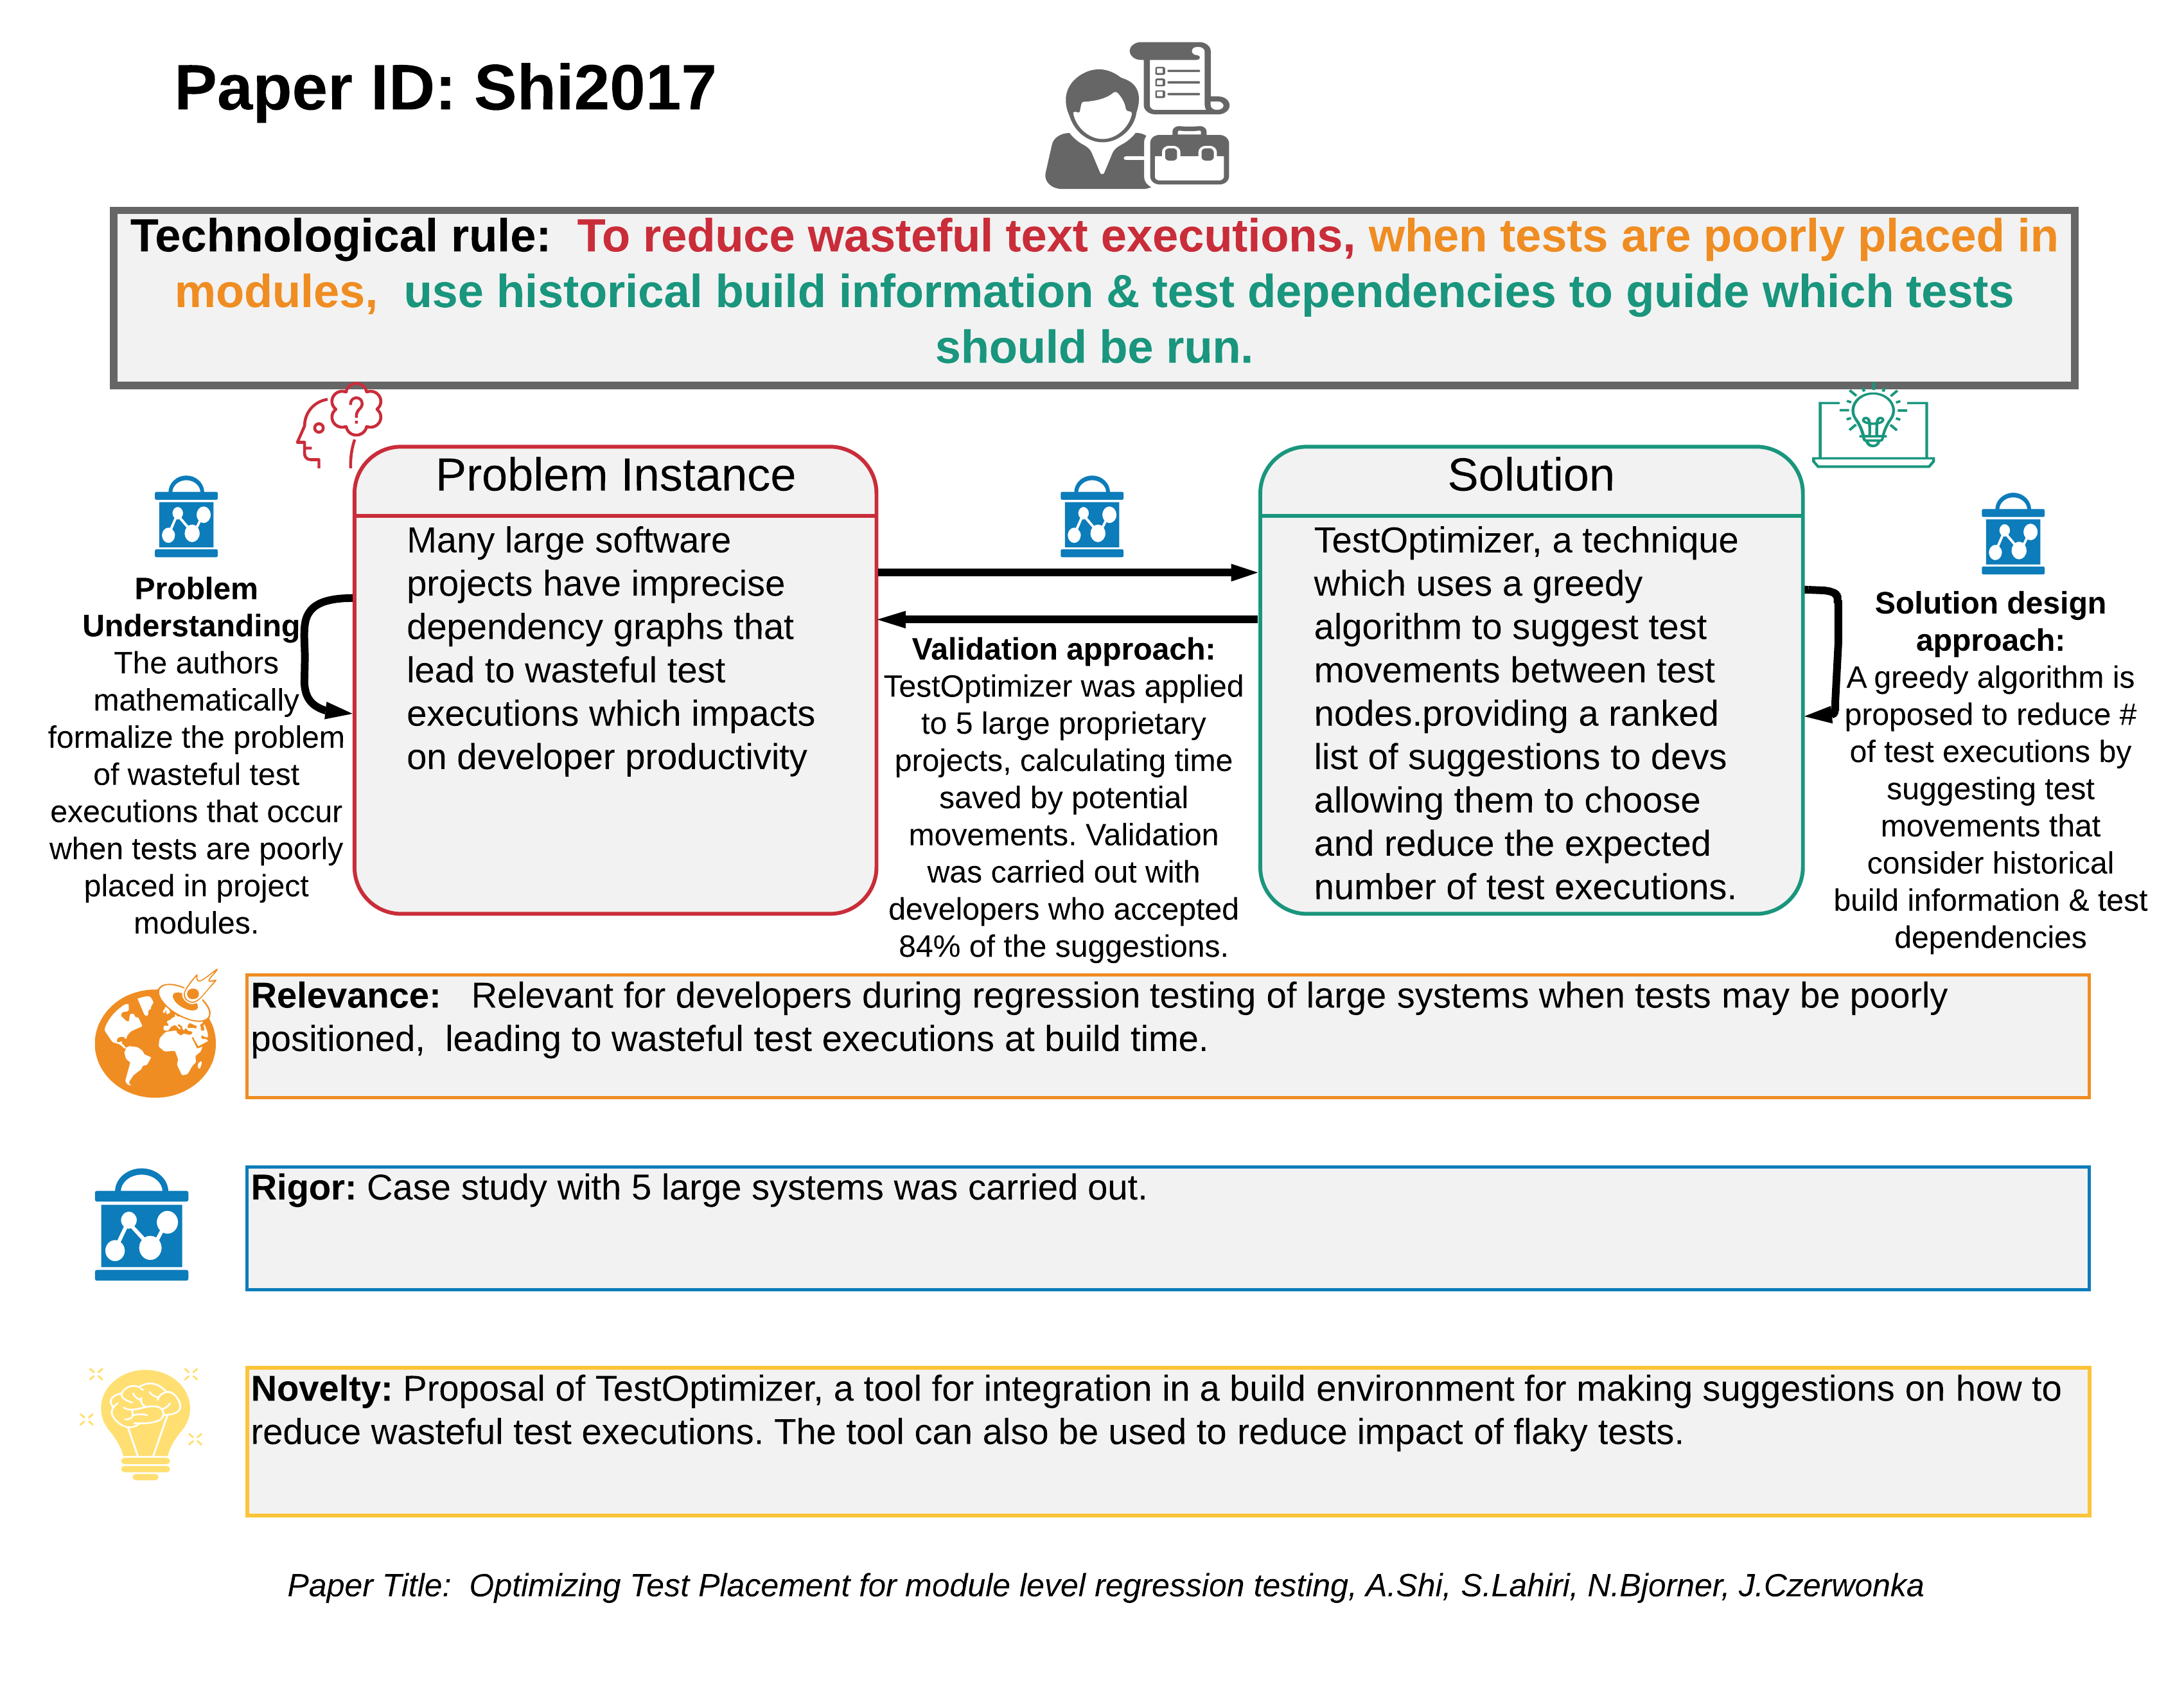 Paper ID: Shi2017
Technological rule: To reduce wasteful text executions, when tests are poorly placed in
modules, use historical build information & test dependencies to guide which tests
should be run.
?
Problem
Understanding
The authors
mathematically
formalize the problem
of wasteful test
executions that occur
when tests are poorly
placed in project
modules.
Problem Instance
Many large software
projects have imprecise
dependency graphs that
lead to wasteful test
executions which impacts
on developer productivity
Validation approach:
TestOptimizer was applied
to 5 large proprietary
projects, calculating time
saved by potential
movements. Validation
was carried out with
developers who accepted
84% of the suggestions.
Solution
TestOptimizer, a technique
which uses a greedy
algorithm to suggest test
movements between test
nodes.providing a ranked
list of suggestions to devs
allowing them to choose
and reduce the expected
number of test executions.
Solution design
approach:
A greedy algorithm is
proposed to reduce #
of test executions by
suggesting test
movements that
consider historical
build information & test
dependencies
Relevance: Relevant for developers during regression testing of large systems when tests may be poorly
positioned, leading to wasteful test executions at build time.
Rigor: Case study with 5 large systems was carried out.
Novelty: Proposal of TestOptimizer, a tool for integration in a build environment for making suggestions on how to
reduce wasteful test executions. The tool can also be used to reduce impact of flaky tests.
Paper Title: Optimizing Test Placement for module level regression testing, A.Shi, S.Lahiri, N.Bjorner, J.Czerwonka